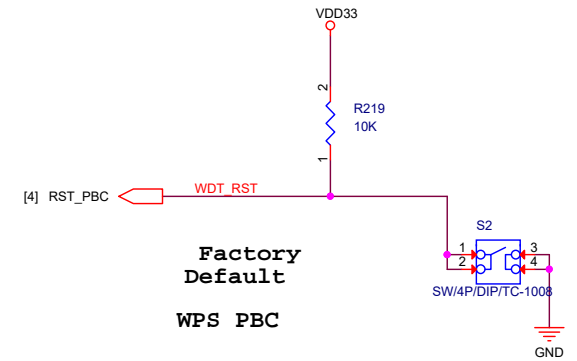 VDD33
2
R219
10K
1
[4] RST_PBC
WDT_RST
S2
1
3
2
4
SW/4P/DIP/TC-1008
Factory
Default
WPS PBC
GND